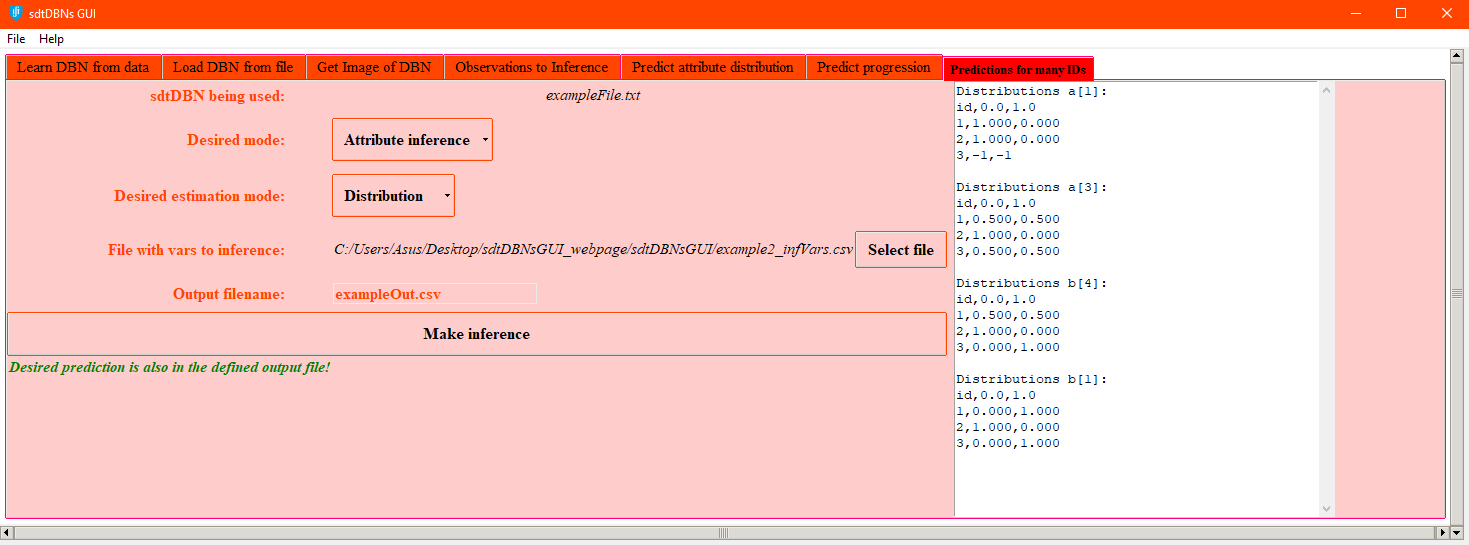 sdtDBNs GUI
File Help
Learn DBN from data Load DBN from file Get Image of DBN Observations to Inference Predict attribute distribution Predict progression Predictions for many IDs
sdtDBN being used: exampleFile.txt
Desired mode: Attribute inference
Desired estimation mode: Distribution
File with vars to inference: C:/Users/Asus/Desktop/sdtDBNsGUI_webpage/sdtDBNsGUI/example2_infVars.csv Select file
Output filename: exampleOut.csv
Make inference
Desired prediction is also in the defined output file!
Distributions a[1]:
id,0.0,1.0
1,1.000,0.000
2,1.000,0.000
3,-1,-1
Distributions a[3]:
id,0.0,1.0
1,0.500,0.500
2,1.000,0.000
3,0.500,0.500
Distributions b[4]:
id,0.0,1.0
1,0.500,0.500
2,1.000,0.000
3,0.000,1.000
Distributions b[1]:
id,0.0,1.0
1,0.000,1.000
2,1.000,0.000
3,0.000,1.000